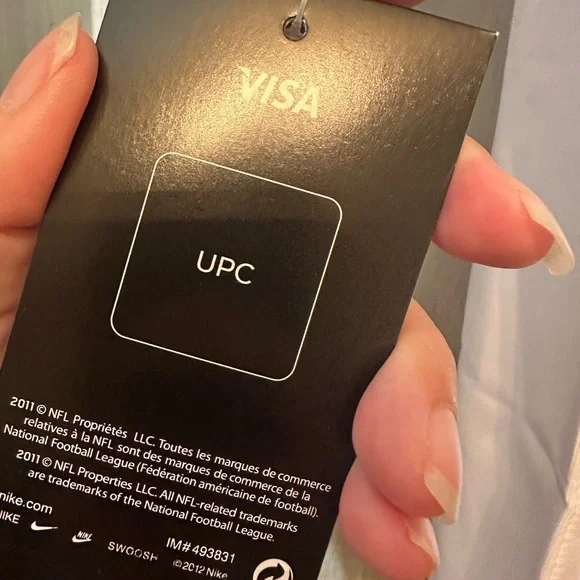 VISA
UPC
2011 © NFL Propriétés LLC. Toutes les marques de commerce
relatives à la NFL sont des marques de commerce de la
National Football League (Fédération américaine de football).
2011 © NFL Properties LLC. All NFL-related trademarks
are trademarks of the National Football League.
nike.com
NIKE NIKE SWOOSH IM# 493831
©2012 Nike